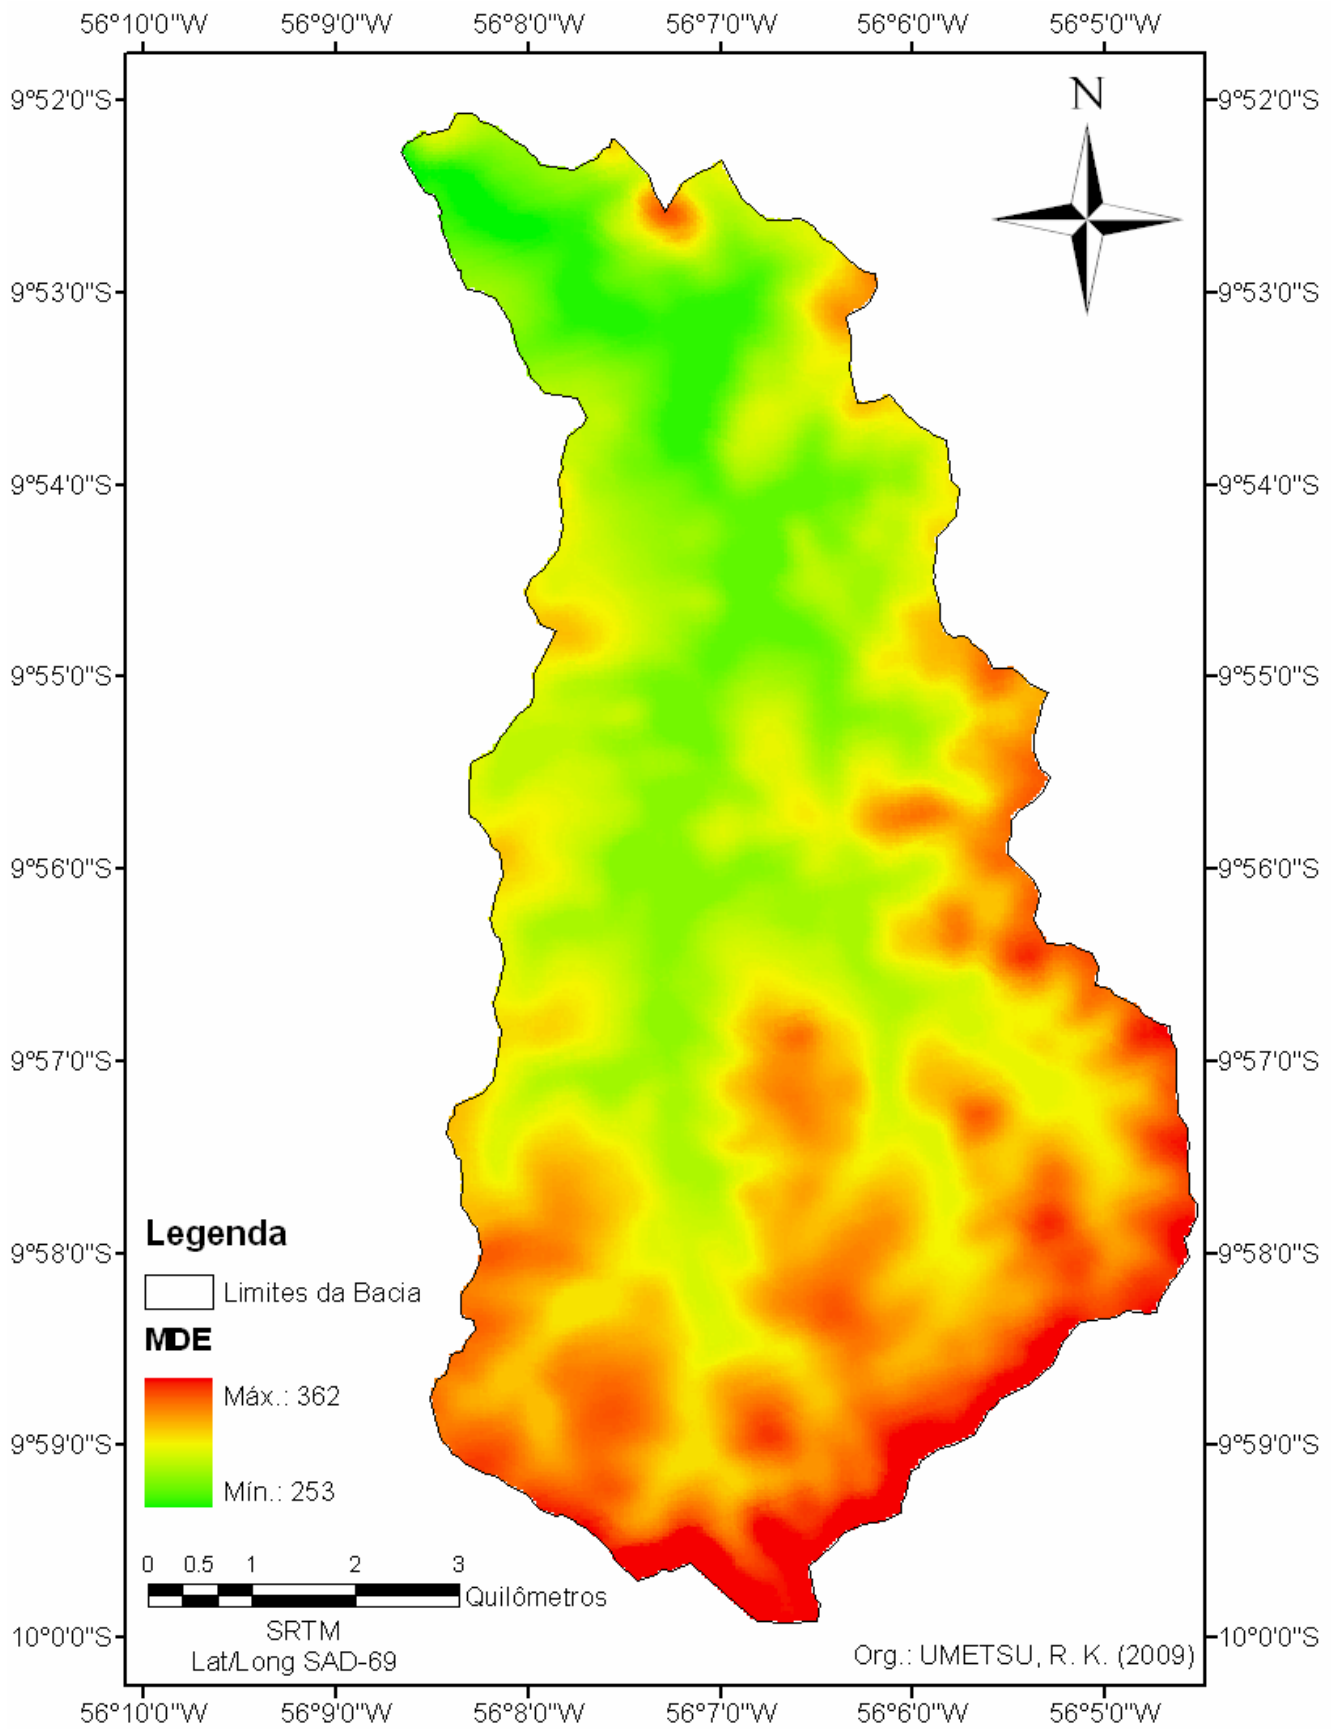 56°10'0"W 56°9'0"W 56°8'0"W 56°7'0"W 56°6'0"W 56°5'0"W
N
9°52'0"S 9°52'0"S
9°53'0"S 9°53'0"S
9°54'0"S 9°54'0"S
9°55'0"S 9°55'0"S
9°56'0"S 9°56'0"S
9°57'0"S 9°57'0"S
Legenda
9°58'0"S 9°58'0"S
Limites da Bacia
MDE
Máx.: 362
9°59'0"S 9°59'0"S
Mín.: 253
0 0.5 1 2 3
Quilômetros
SRTM
10°0'0"S 10°0'0"S
Lat/Long SAD-69
Org.: UMETSU, R. K. (2009)
56°10'0"W 56°9'0"W 56°8'0"W 56°7'0"W 56°6'0"W 56°5'0"W